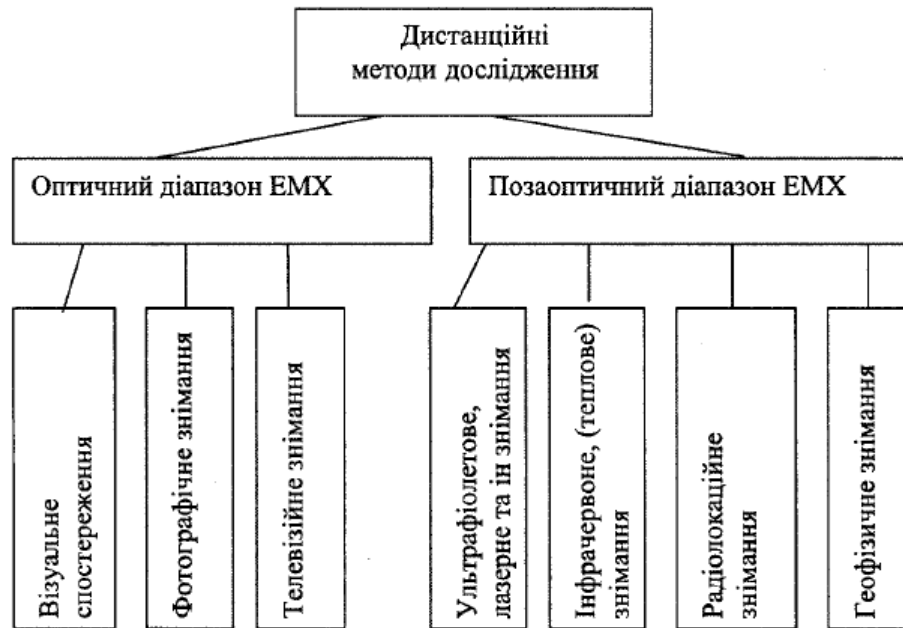 Дистанційні
методи дослідження
Оптичний діапазон ЕМХ
Позаоптичний діапазон ЕМХ
Візуальне
спостереження
Фотографічне знімання
Телевізійне знімання
Ультрафіолетове,
лазерне та ін знімання
Інфрачервоне, (теплове)
знімання
Радіолокаційне
знімання
Геофізичне знімання